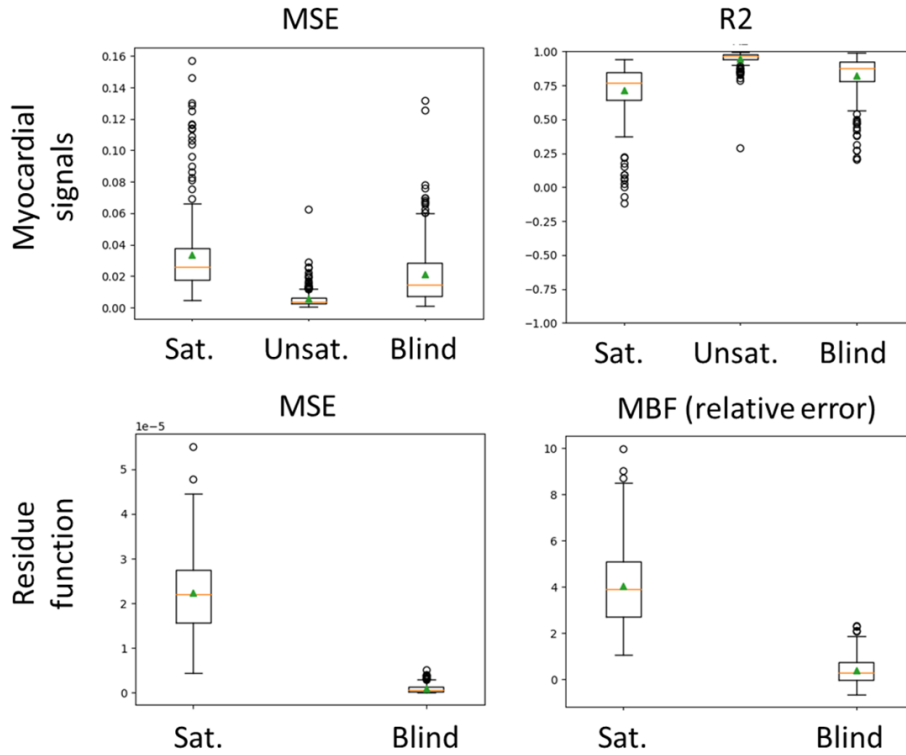 MSE
R2
Myocardial
signals
0.16
0.14
0.12
0.10
0.08
0.06
0.04
0.02
0.00
1.00
0.75
0.50
0.25
0.00
−0.25
−0.50
−0.75
−1.00
Sat.
Unsat.
Blind
Sat.
Unsat.
Blind
MSE
MBF (relative error)
Residue
function
1e−5
5
4
3
2
1
0
10
8
6
4
2
0
Sat.
Blind
Sat.
Blind